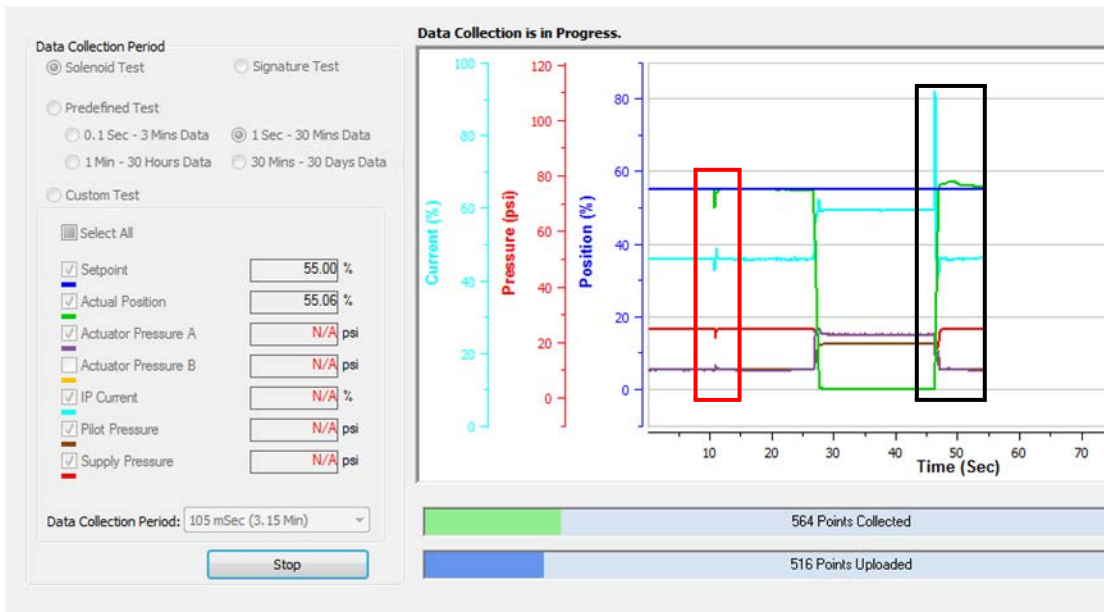 Data Collection is in Progress.
Data Collection Period
Solenoid Test Signature Test
Predefined Test
0.1 Sec - 3 Mins Data 1 Sec - 30 Mins Data
1 Min - 30 Hours Data 30 Mins - 30 Days Data
Custom Test
Select All
Setpoint 55.00 %
Actual Position 55.06 %
Actuator Pressure A N/A psi
Actuator Pressure B N/A psi
IP Current N/A %
Pilot Pressure N/A psi
Supply Pressure N/A psi
Data Collection Period: 105 mSec (3.15 Min)
Stop
Current (%)
100
80
60
40
20
0
Pressure (psi)
120
100
80
60
40
20
0
Position (%)
80
60
40
20
0
10 20 30 40 50 60 70
Time (Sec)
564 Points Collected
516 Points Uploaded